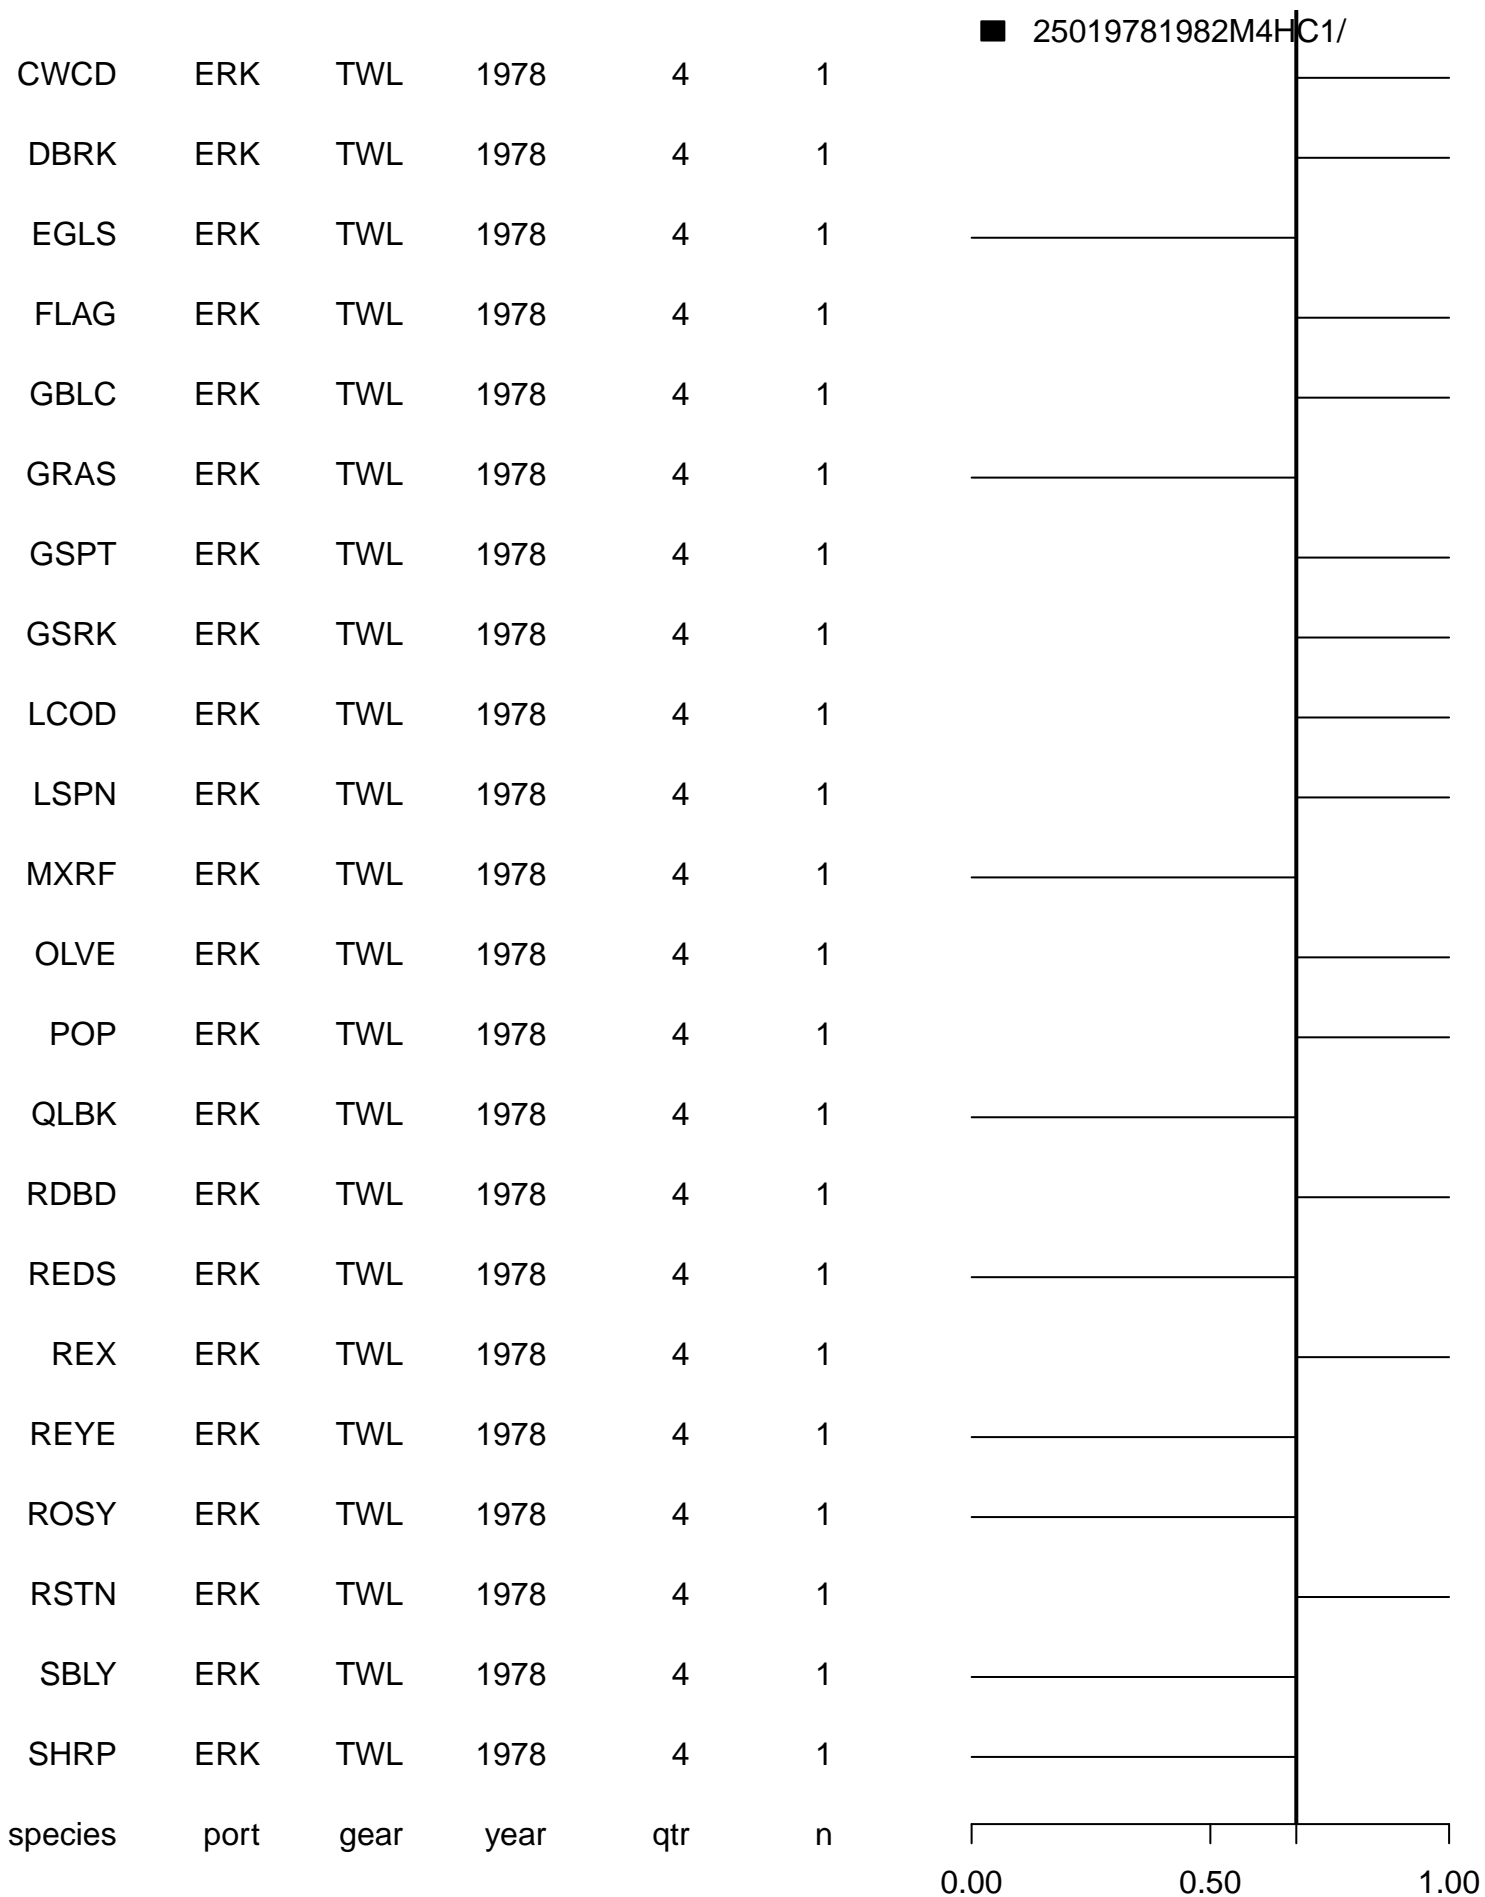 25019781982M4HC1/
CWCD ERK TWL 1978 4 1
DBRK ERK TWL 1978 4 1
EGLS ERK TWL 1978 4 1
FLAG ERK TWL 1978 4 1
GBLC ERK TWL 1978 4 1
GRAS ERK TWL 1978 4 1
GSPT ERK TWL 1978 4 1
GSRK ERK TWL 1978 4 1
LCOD ERK TWL 1978 4 1
LSPN ERK TWL 1978 4 1
MXRF ERK TWL 1978 4 1
OLVE ERK TWL 1978 4 1
POP ERK TWL 1978 4 1
QLBK ERK TWL 1978 4 1
RDBD ERK TWL 1978 4 1
REDS ERK TWL 1978 4 1
REX ERK TWL 1978 4 1
REYE ERK TWL 1978 4 1
ROSY ERK TWL 1978 4 1
RSTN ERK TWL 1978 4 1
SBLY ERK TWL 1978 4 1
SHRP ERK TWL 1978 4 1
species port gear year qtr n
0.00 0.50 1.00